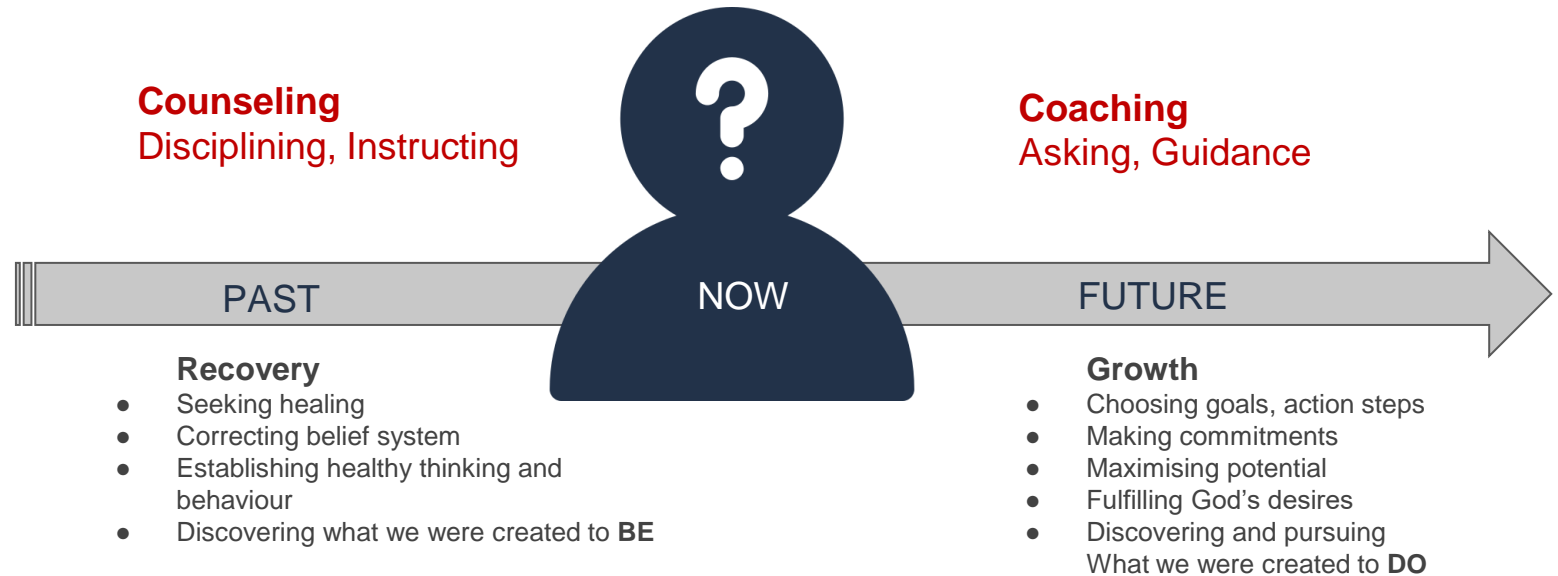 Counseling
Disciplining, Instructing
?
Coaching
Asking, Guidance
PAST
NOW
FUTURE
Recovery
● Seeking healing
● Correcting belief system
● Establishing healthy thinking and
behaviour
● Discovering what we were created to BE
Growth
● Choosing goals, action steps
● Making commitments
● Maximising potential
● Fulfilling God's desires
● Discovering and pursuing
What we were created to DO